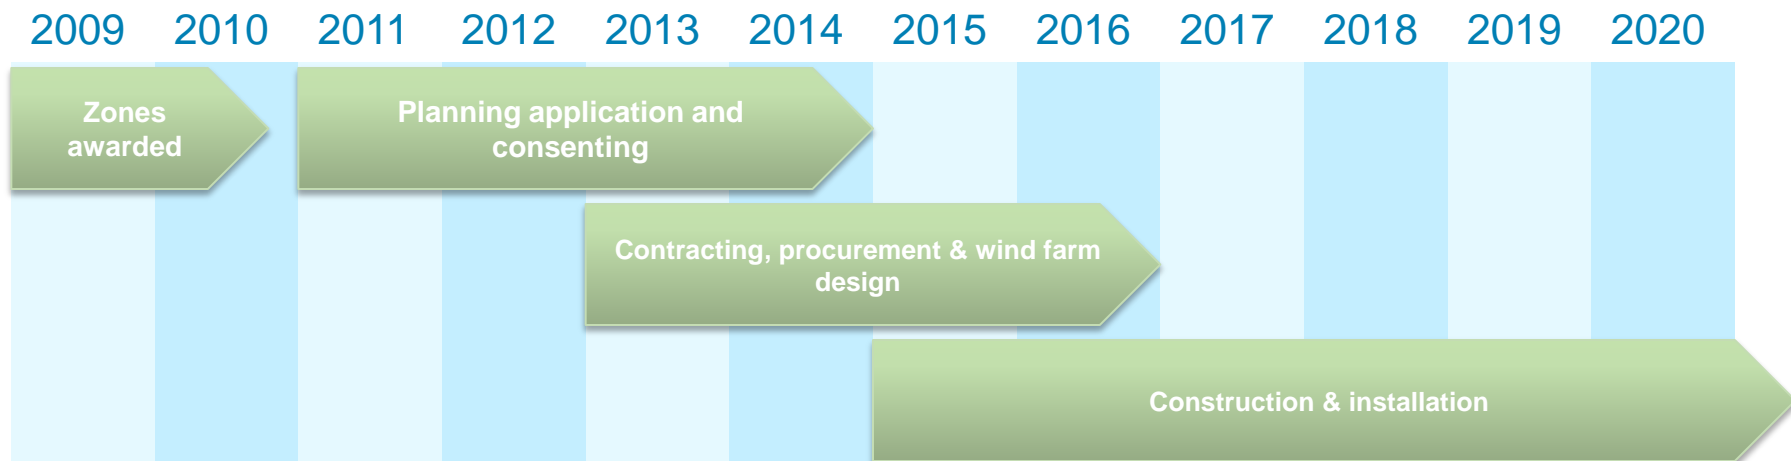 2009 2010 2011 2012 2013 2014 2015 2016 2017 2018 2019 2020
Zones
awarded
Planning application and
consenting
Contracting, procurement & wind farm
design
Construction & installation